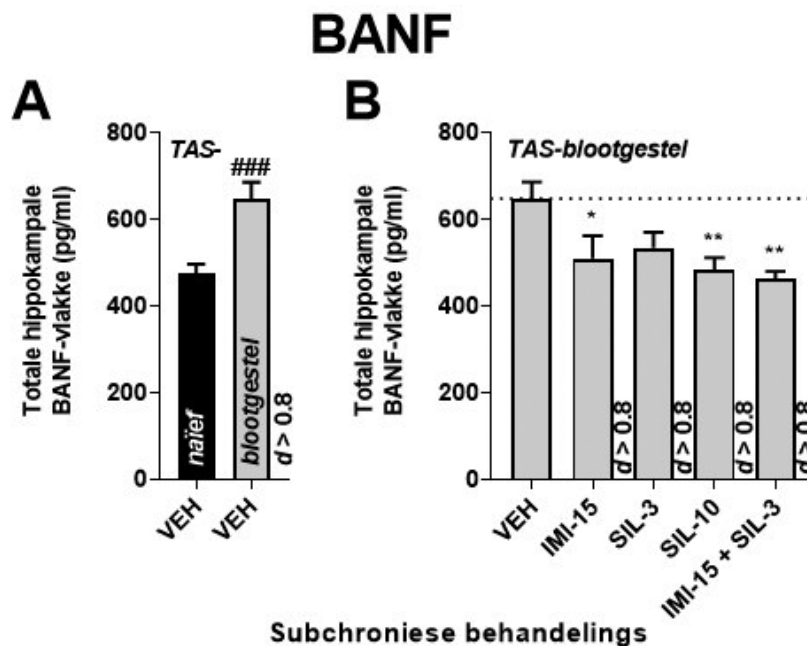 BANF
A
Totale hippokampale
BANF-vlakke (pg/ml)
800
600
400
200
0
TAS-
###
naïef
blootgestel
d > 0.8
VEH
VEH
B
Totale hippokampale
BANF-vlakke (pg/ml)
800
600
400
200
0
TAS-blootgestel
*
**
**
d > 0.8
d > 0.8
d > 0.8
d > 0.8
VEH
IMI-15
SIL-3
SIL-10
IMI-15 + SIL-3
Subchroniese behandelings